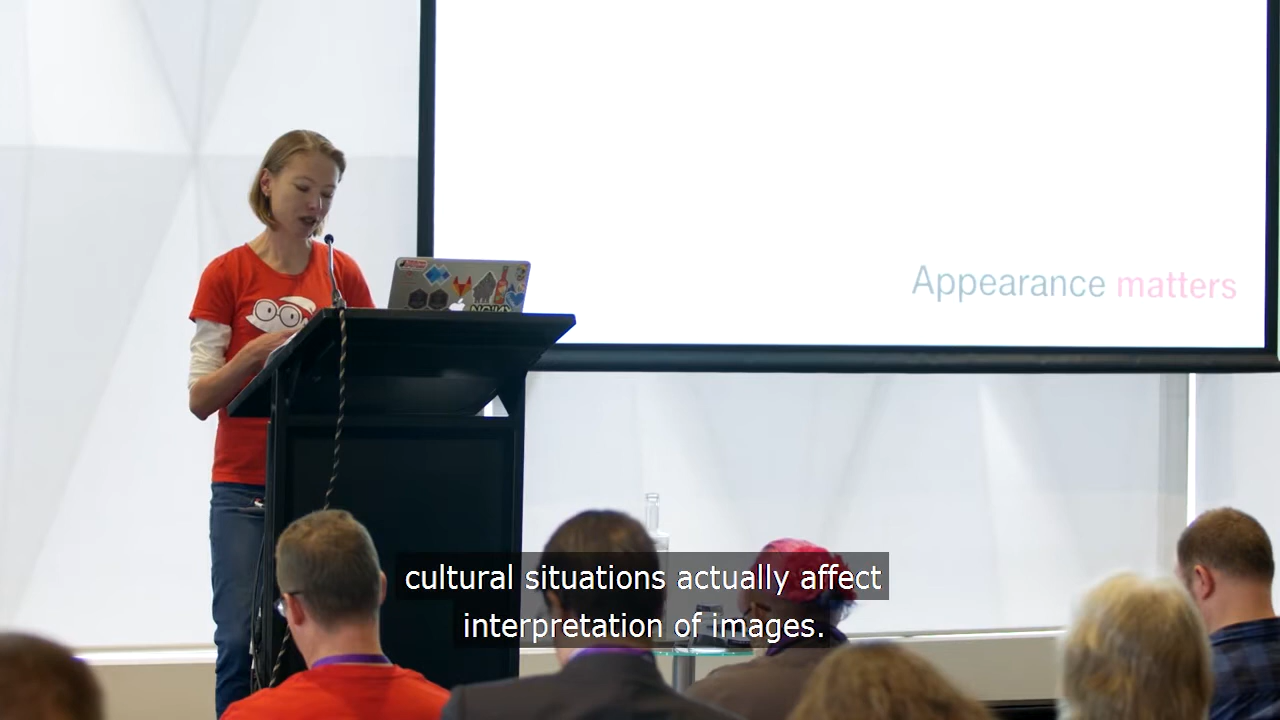 Appearance matters
cultural situations actually affect
interpretation of images.